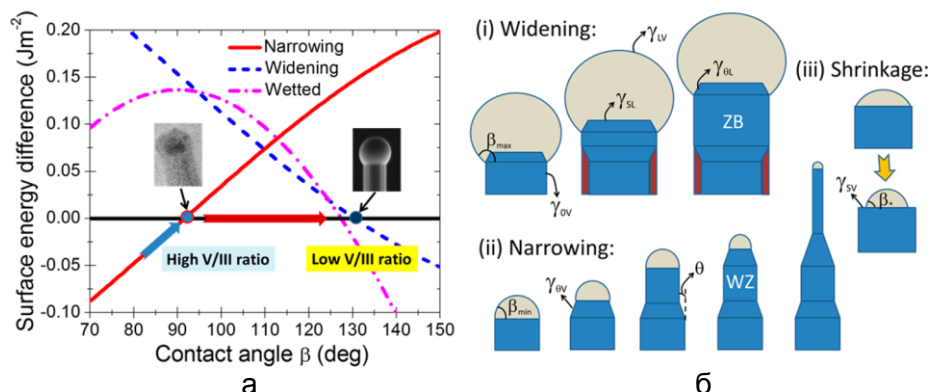 Surface energy difference (Jm⁻²)
0.20
0.15
0.10
0.05
0.00
-0.05
-0.10
Narrowing
Widening
Wetted
High V/III ratio
Low V/III ratio
70 80 90 100 110 120 130 140 150
Contact angle β (deg)
а
(i) Widening:
γLV
γθL
γSL
ZB
βmax
γ0V
(iii) Shrinkage:
γSV
β*
(ii) Narrowing:
γθV
θ
WZ
βmin
б